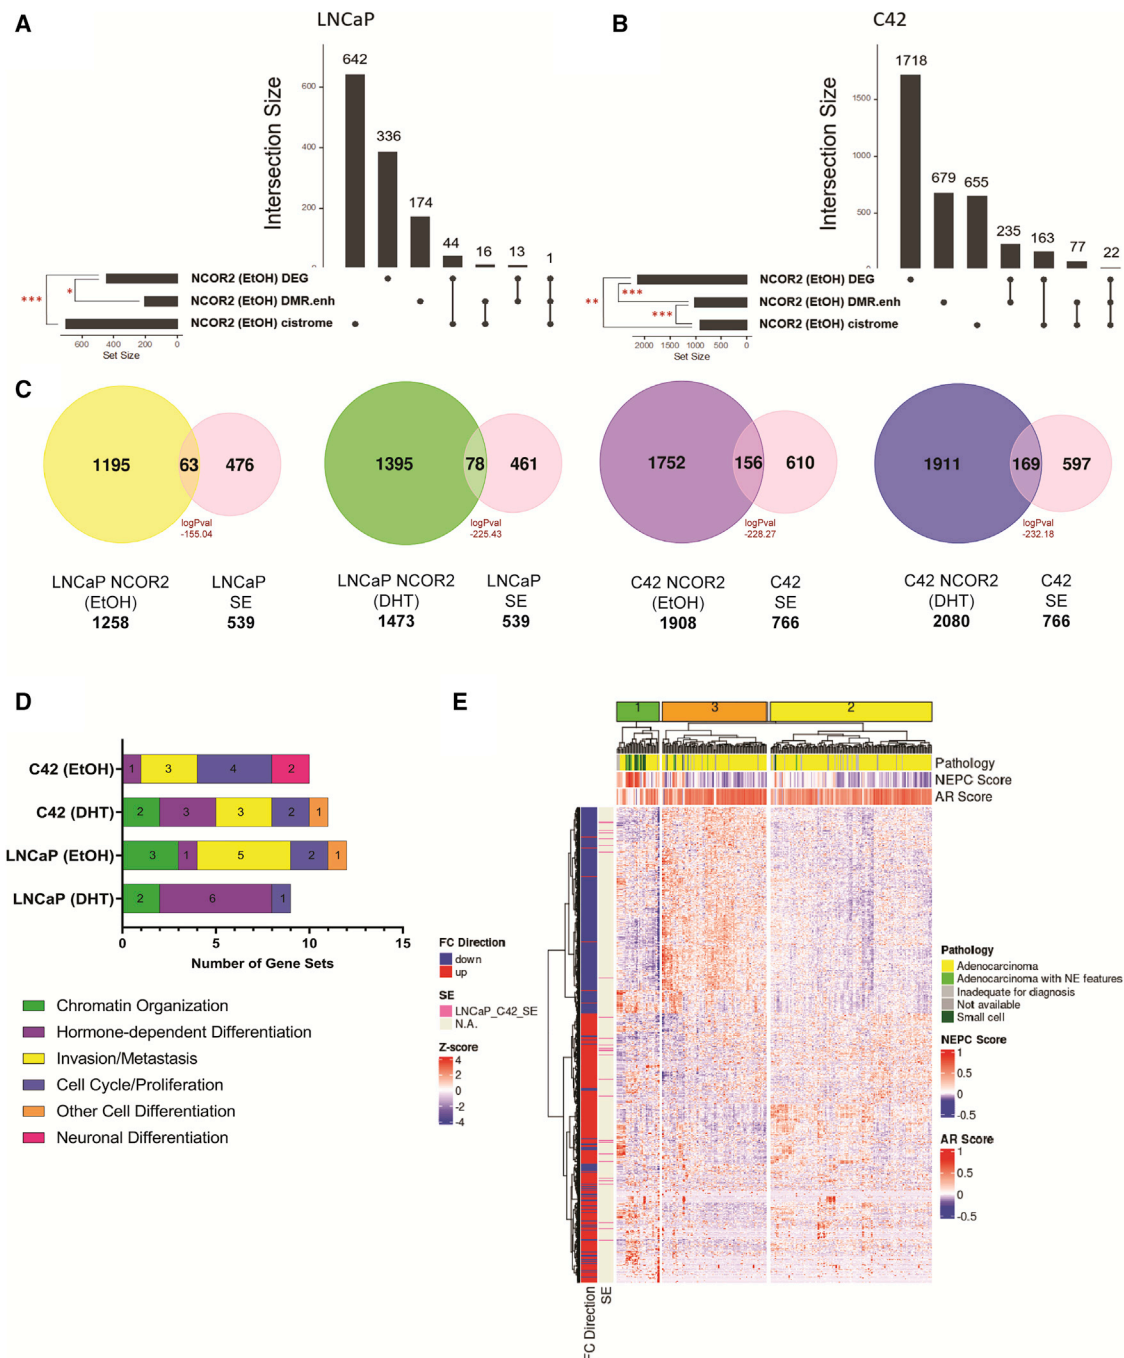 A
LNCaP
Intersection Size
600
400
200
0
642
336
174
44
16
13
1
NCOR2 (EtOH) DEG
NCOR2 (EtOH) DMR.enh
NCOR2 (EtOH) cistrome
***
*
600
400
200
0
Set Size
B
C42
Intersection Size
1500
1000
500
0
1718
679
655
235
163
77
22
NCOR2 (EtOH) DEG
NCOR2 (EtOH) DMR.enh
NCOR2 (EtOH) cistrome
**
***
***
2000
1500
1000
500
0
Set Size
C
1195
63
476
logPval
-155.04
LNCaP NCOR2
(EtOH)
1258
LNCaP
SE
539
1395
78
461
logPval
-225.43
LNCaP NCOR2
(DHT)
1473
LNCaP
SE
539
1752
156
610
logPval
-228.27
C42 NCOR2
(EtOH)
1908
C42
SE
766
1911
169
597
logPval
-232.18
C42 NCOR2
(DHT)
2080
C42
SE
766
D
C42 (EtOH)
1 3 4 2
C42 (DHT)
2 3 3 2 1
LNCaP (EtOH)
3 1 5 2 1
LNCaP (DHT)
2 6 1
0 5 10 15
Number of Gene Sets
Chromatin Organization
Hormone-dependent Differentiation
Invasion/Metastasis
Cell Cycle/Proliferation
Other Cell Differentiation
Neuronal Differentiation
E
1 3 2
Pathology
NEPC Score
AR Score
FC Direction
down
up
SE
LNCaP_C42_SE
N.A.
Z-score
4
2
0
-2
-4
FC Direction
SE
Pathology
Adenocarcinoma
Adenocarcinoma with NE features
Inadequate for diagnosis
Not available
Small cell
NEPC Score
1
0.5
0
-0.5
AR Score
1
0.5
0
-0.5